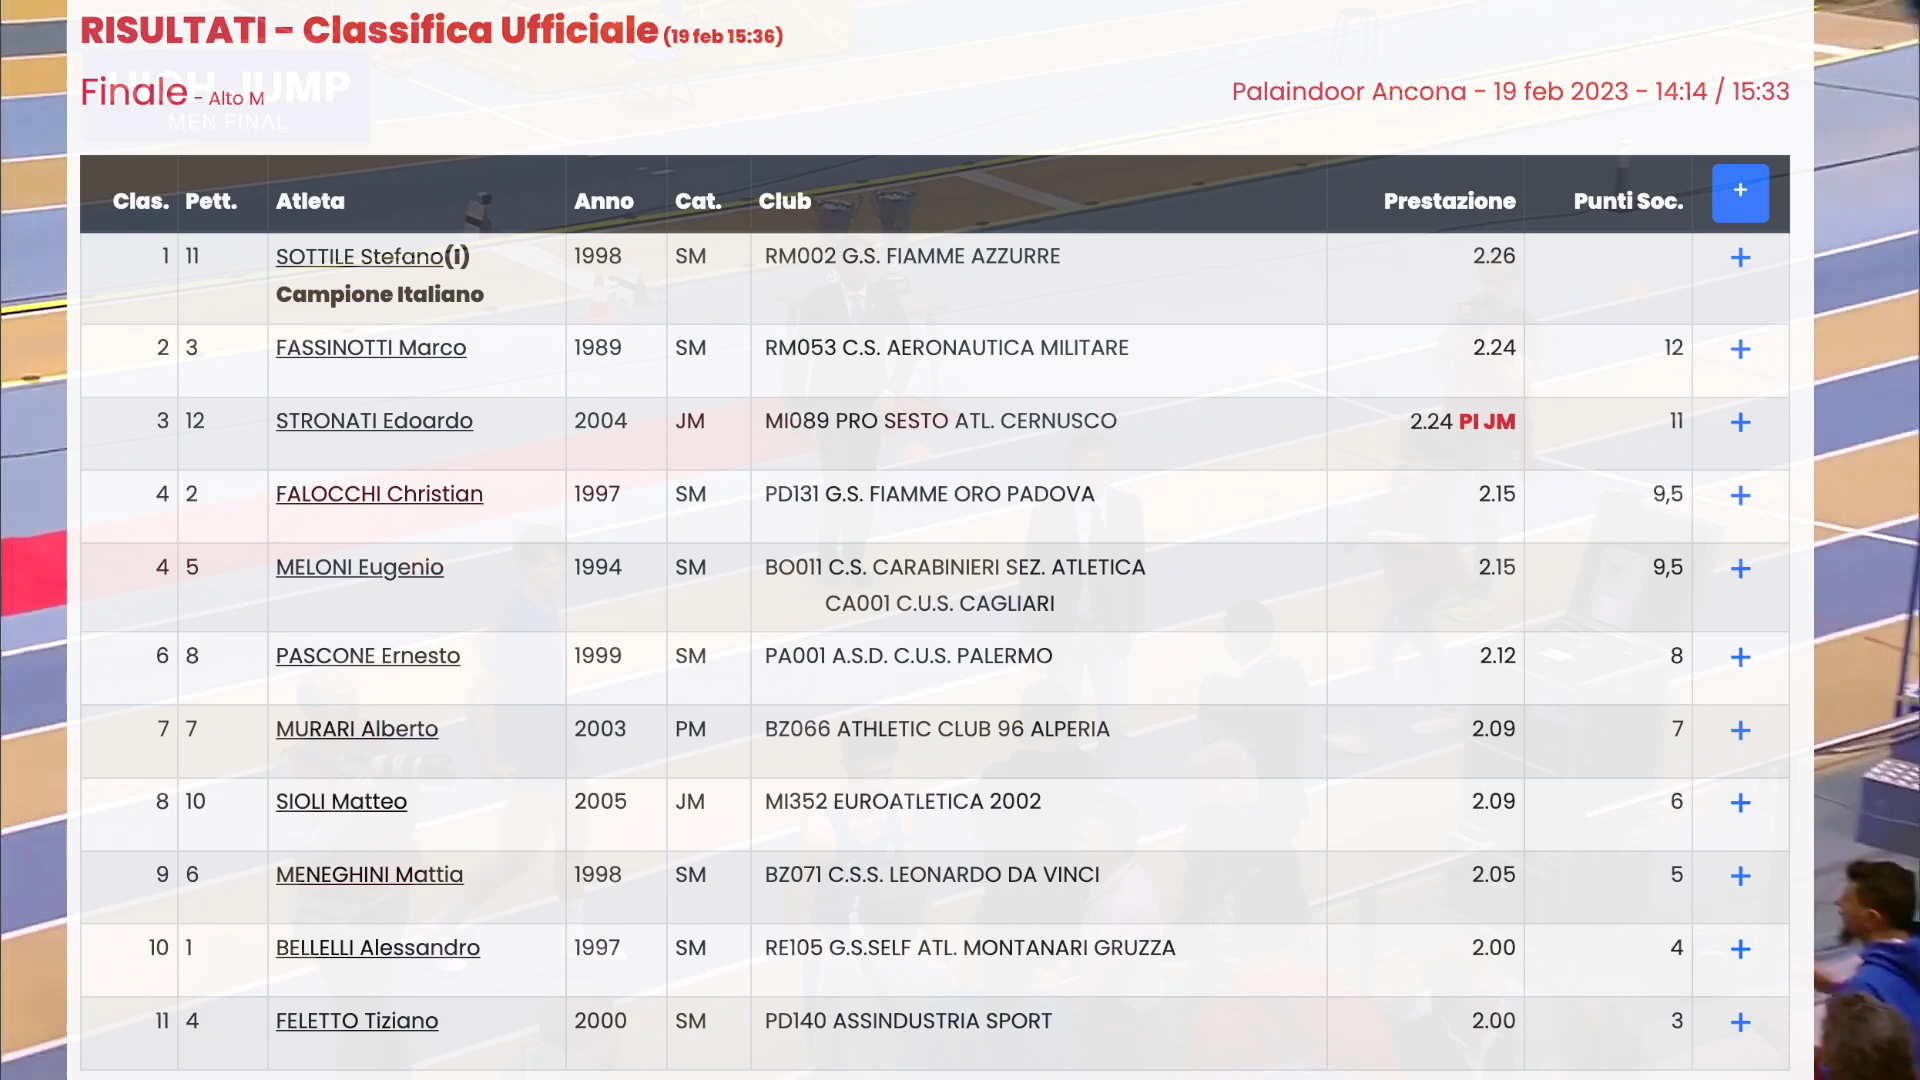 RISULTATI - Classifica Ufficiale (19 feb 15:36)
HIGH JUMP
MEN FINAL
Finale - Alto M
Palaindoor Ancona - 19 feb 2023 - 14:14 / 15:33
Clas. Pett. Atleta Anno Cat. Club Prestazione Punti Soc. +
1 11 SOTTILE Stefano(i) 1998 SM RM002 G.S. FIAMME AZZURRE 2.26 +
Campione Italiano
2 3 FASSINOTTI Marco 1989 SM RM053 C.S. AERONAUTICA MILITARE 2.24 12 +
3 12 STRONATI Edoardo 2004 JM MI089 PRO SESTO ATL. CERNUSCO 2.24 PI JM 11 +
4 2 FALOCCHI Christian 1997 SM PD131 G.S. FIAMME ORO PADOVA 2.15 9,5 +
4 5 MELONI Eugenio 1994 SM BO011 C.S. CARABINIERI SEZ. ATLETICA 2.15 9,5 +
CA001 C.U.S. CAGLIARI
6 8 PASCONE Ernesto 1999 SM PA001 A.S.D. C.U.S. PALERMO 2.12 8 +
7 7 MURARI Alberto 2003 PM BZ066 ATHLETIC CLUB 96 ALPERIA 2.09 7 +
8 10 SIOLI Matteo 2005 JM MI352 EUROATLETICA 2002 2.09 6 +
9 6 MENEGHINI Mattia 1998 SM BZ071 C.S.S. LEONARDO DA VINCI 2.05 5 +
10 1 BELLELLI Alessandro 1997 SM RE105 G.S.SELF ATL. MONTANARI GRUZZA 2.00 4 +
11 4 FELETTO Tiziano 2000 SM PD140 ASSINDUSTRIA SPORT 2.00 3 +